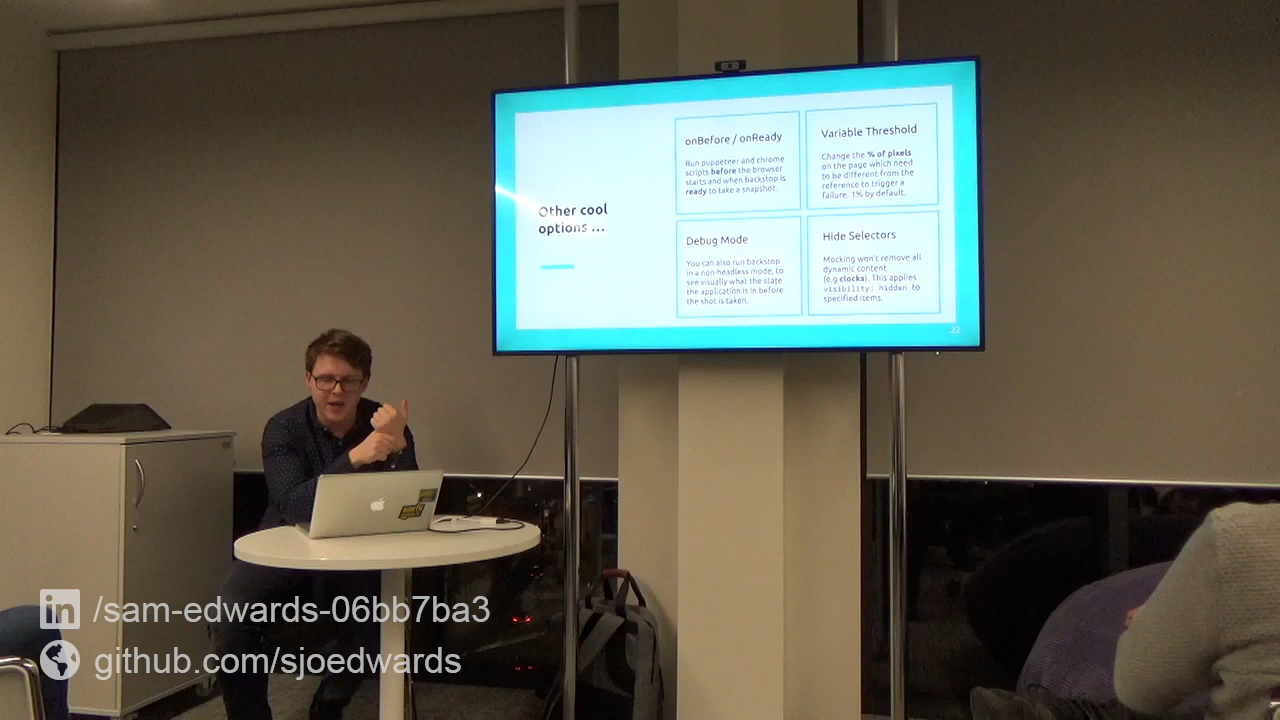 Other cool
options ...
onBefore / onReady
Run puppeteer and chrome
scripts before the browser
starts and when backstop is
ready to take a snapshot.
Variable Threshold
Change the % of pixels
on the page which need
to be different from the
reference to trigger a
failure. 1% by default.
Debug Mode
You can also run backstop
in a non-headless mode, to
see visually what the state
the application is in before
the shot is taken.
Hide Selectors
Mocking won't remove all
dynamic content
(e.g clocks). This applies
visibility: hidden to
specified items.
22
NORTH
in /sam-edwards-06bb7ba3
github.com/sjoedwards